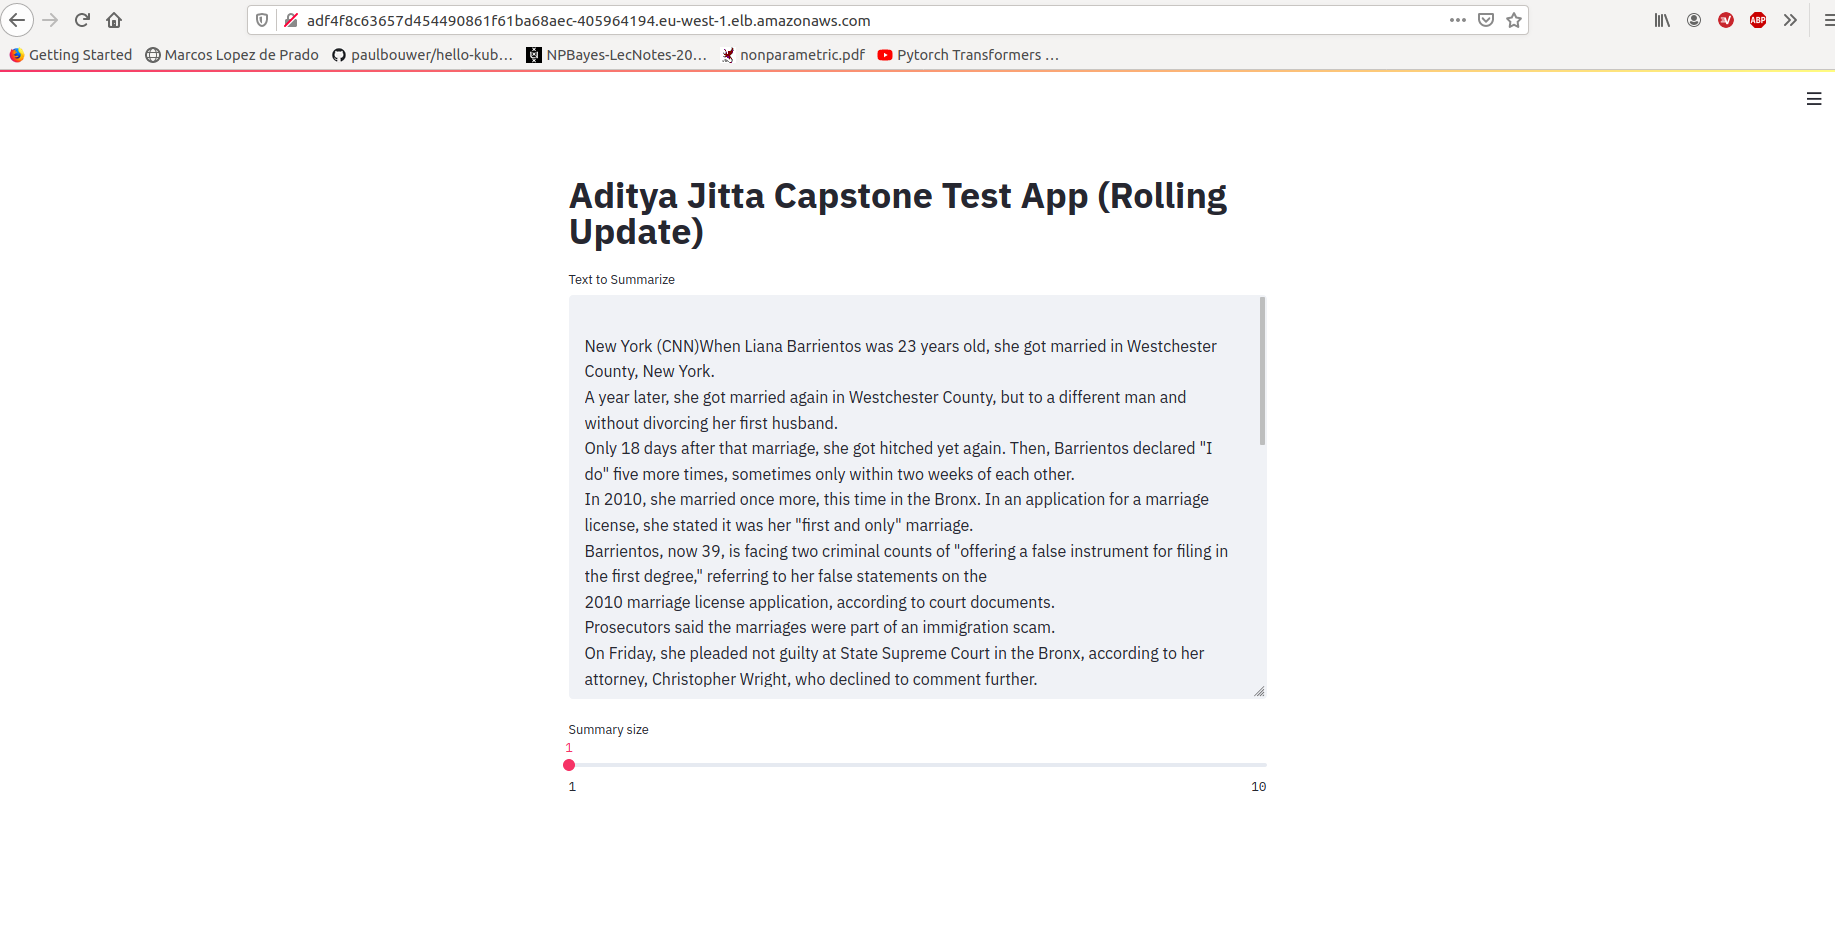 adf4f8c63657d454490861f61ba68aec-405964194.eu-west-1.elb.amazonaws.com
ABP
Getting Started
Marcos Lopez de Prado
paulbouwer/hello-kub…
NPBayes-LecNotes-20…
nonparametric.pdf
Pytorch Transformers …
Aditya Jitta Capstone Test App (Rolling
Update)
Text to Summarize
New York (CNN)When Liana Barrientos was 23 years old, she got married in Westchester
County, New York.
A year later, she got married again in Westchester County, but to a different man and
without divorcing her first husband.
Only 18 days after that marriage, she got hitched yet again. Then, Barrientos declared "I
do" five more times, sometimes only within two weeks of each other.
In 2010, she married once more, this time in the Bronx. In an application for a marriage
license, she stated it was her "first and only" marriage.
Barrientos, now 39, is facing two criminal counts of "offering a false instrument for filing in
the first degree," referring to her false statements on the
2010 marriage license application, according to court documents.
Prosecutors said the marriages were part of an immigration scam.
On Friday, she pleaded not guilty at State Supreme Court in the Bronx, according to her
attorney, Christopher Wright, who declined to comment further.
Summary size
1
1 10